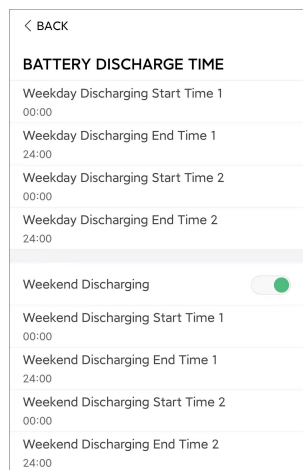 < BACK
BATTERY DISCHARGE TIME
Weekday Discharging Start Time 1
00:00
Weekday Discharging End Time 1
24:00
Weekday Discharging Start Time 2
00:00
Weekday Discharging End Time 2
24:00
Weekend Discharging
Weekend Discharging Start Time 1
00:00
Weekend Discharging End Time 1
24:00
Weekend Discharging Start Time 2
00:00
Weekend Discharging End Time 2
24:00